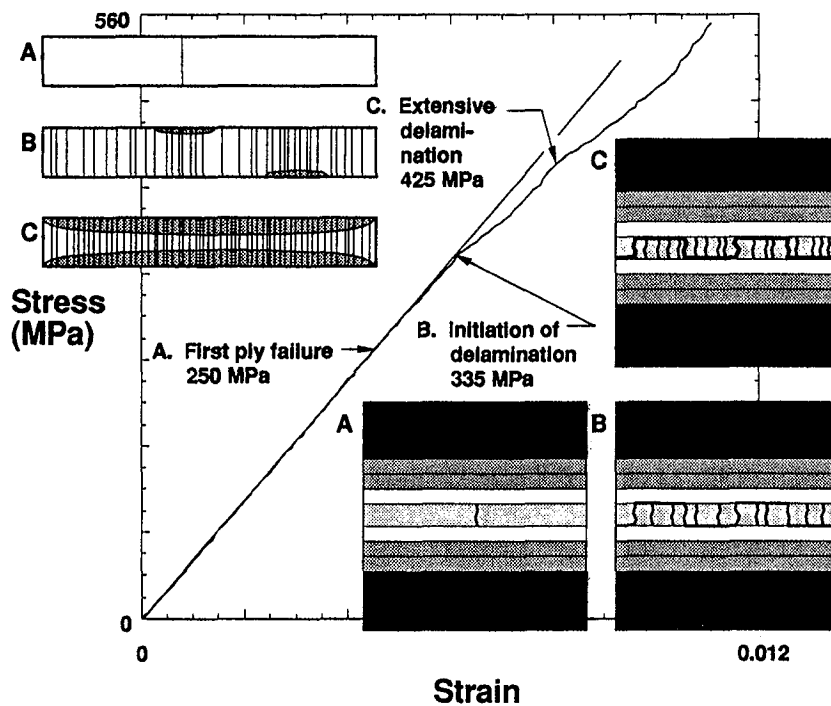 560
A
B
C
C. Extensive
delami-
nation
425 MPa
C
Stress
(MPa)
A. First ply failure
250 MPa
B. Initiation of
delamination
335 MPa
A
B
0
0
0.012
Strain